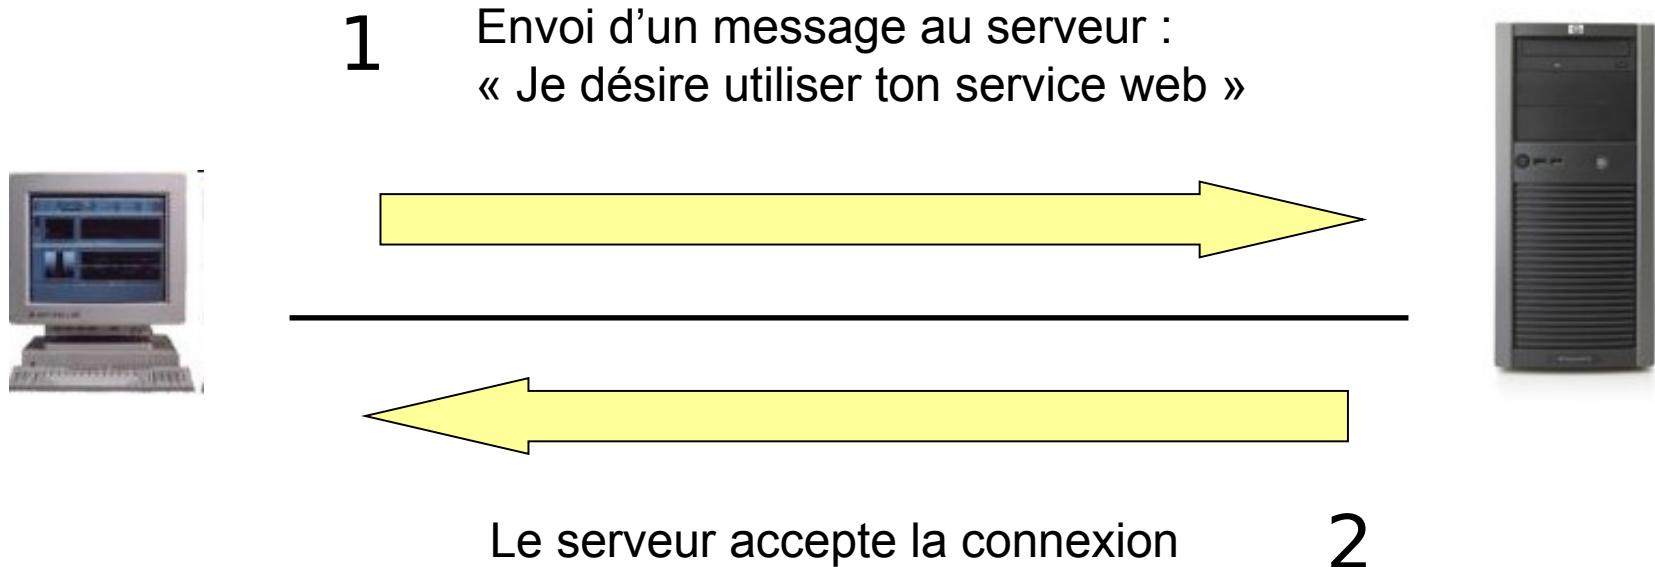 1
Envoi d’un message au serveur :
« Je désire utiliser ton service web »
Le serveur accepte la connexion
2